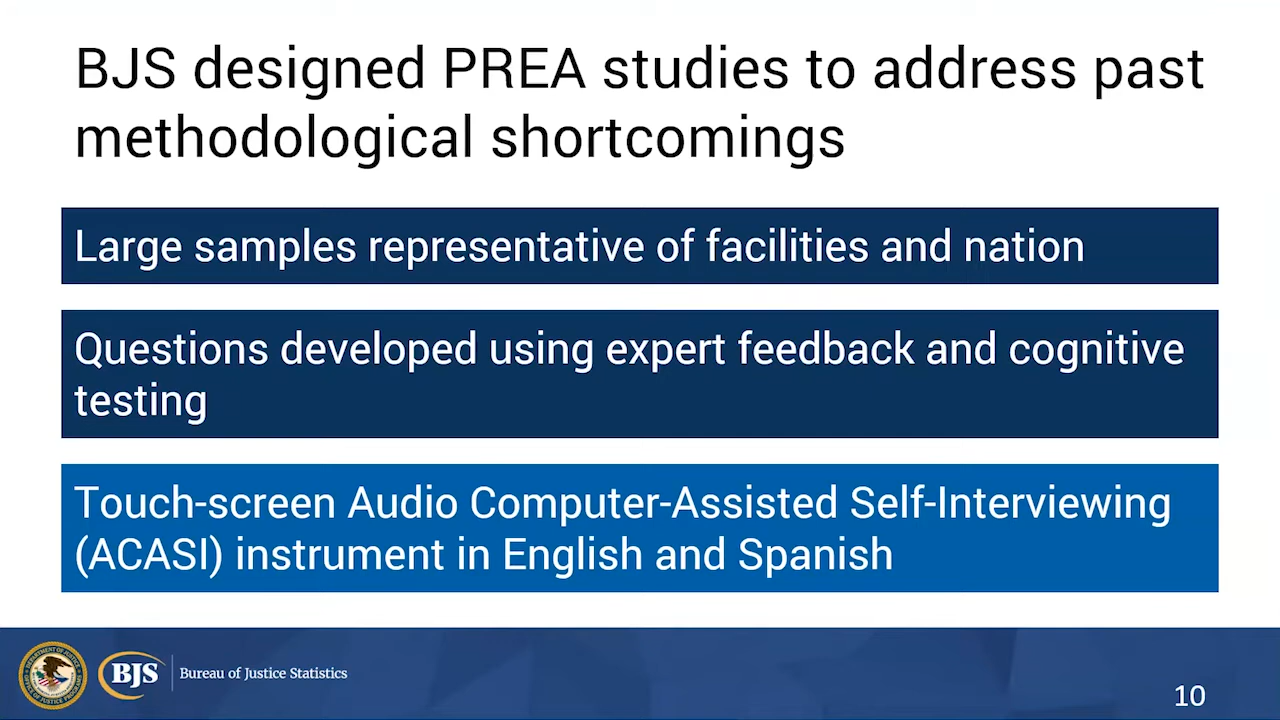 BJS designed PREA studies to address past
methodological shortcomings
Large samples representative of facilities and nation
Questions developed using expert feedback and cognitive
testing
Touch-screen Audio Computer-Assisted Self-Interviewing
(ACASI) instrument in English and Spanish
BJS
Bureau of Justice Statistics
10